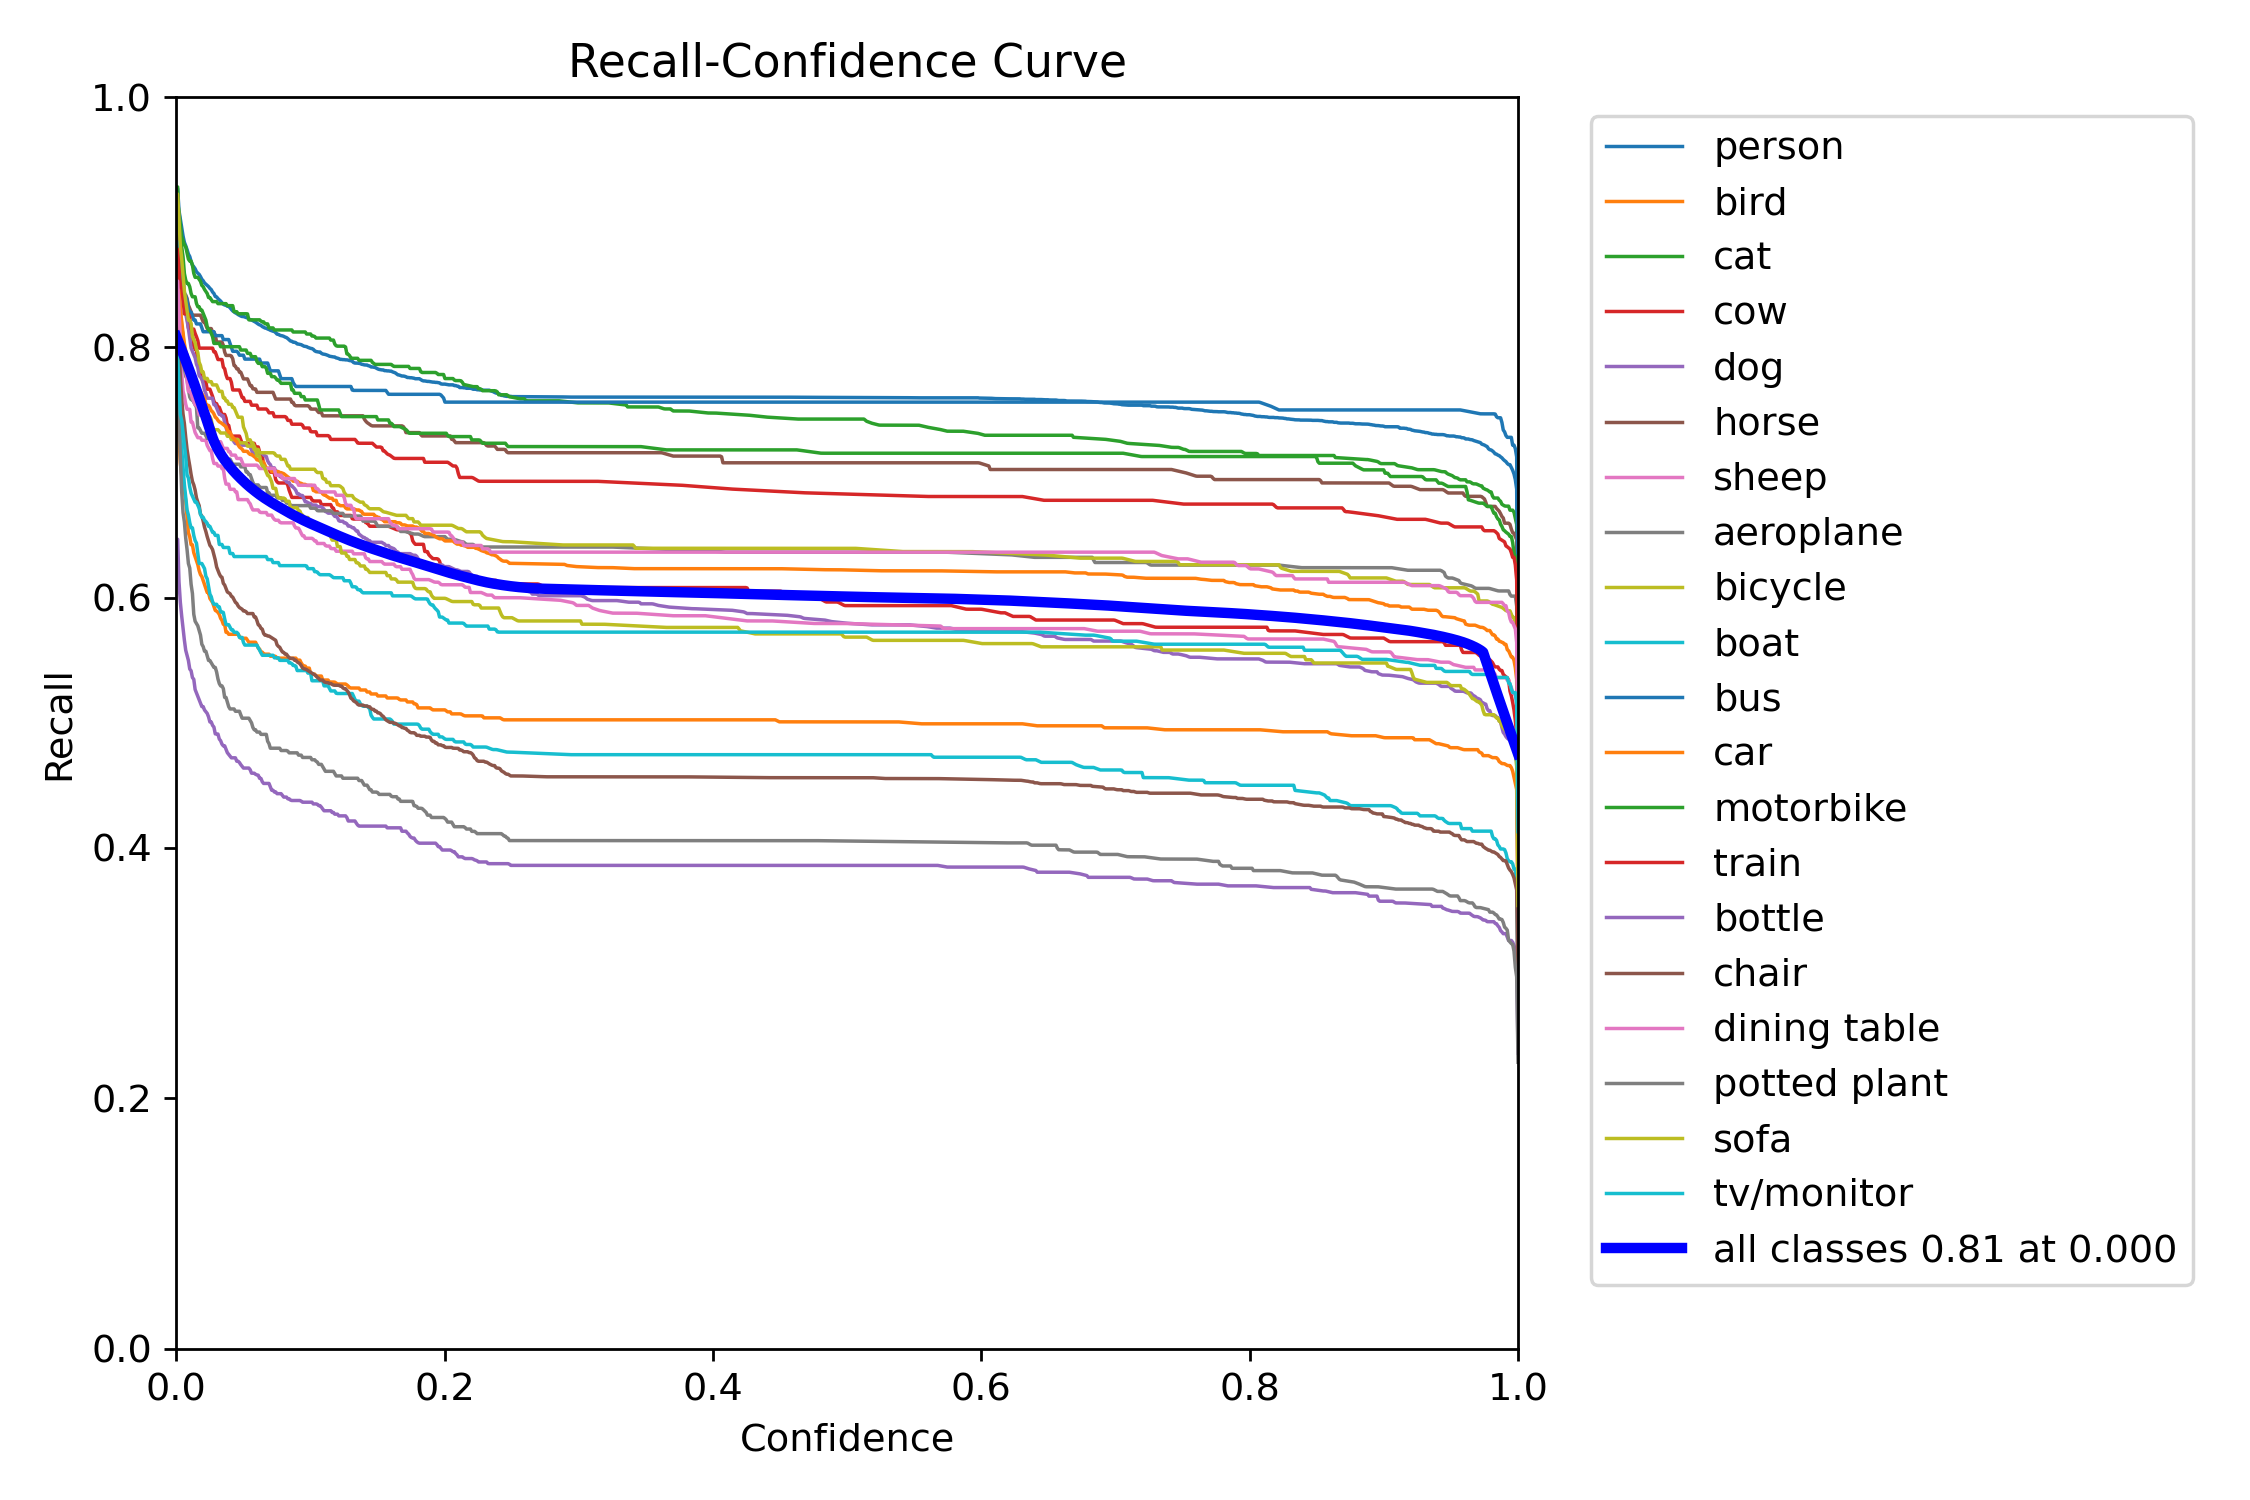 Recall-Confidence Curve
1.0
0.8
0.6
0.4
0.2
0.0
Recall
0.0 0.2 0.4 0.6 0.8 1.0
Confidence
person
bird
cat
cow
dog
horse
sheep
aeroplane
bicycle
boat
bus
car
motorbike
train
bottle
chair
dining table
potted plant
sofa
tv/monitor
all classes 0.81 at 0.000